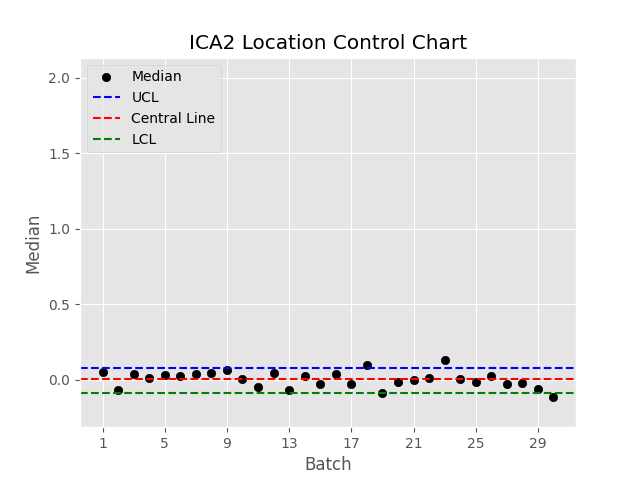 ICA2 Location Control Chart
Median
UCL
Central Line
LCL
2.0
1.5
1.0
0.5
0.0
Median
1 5 9 13 17 21 25 29
Batch